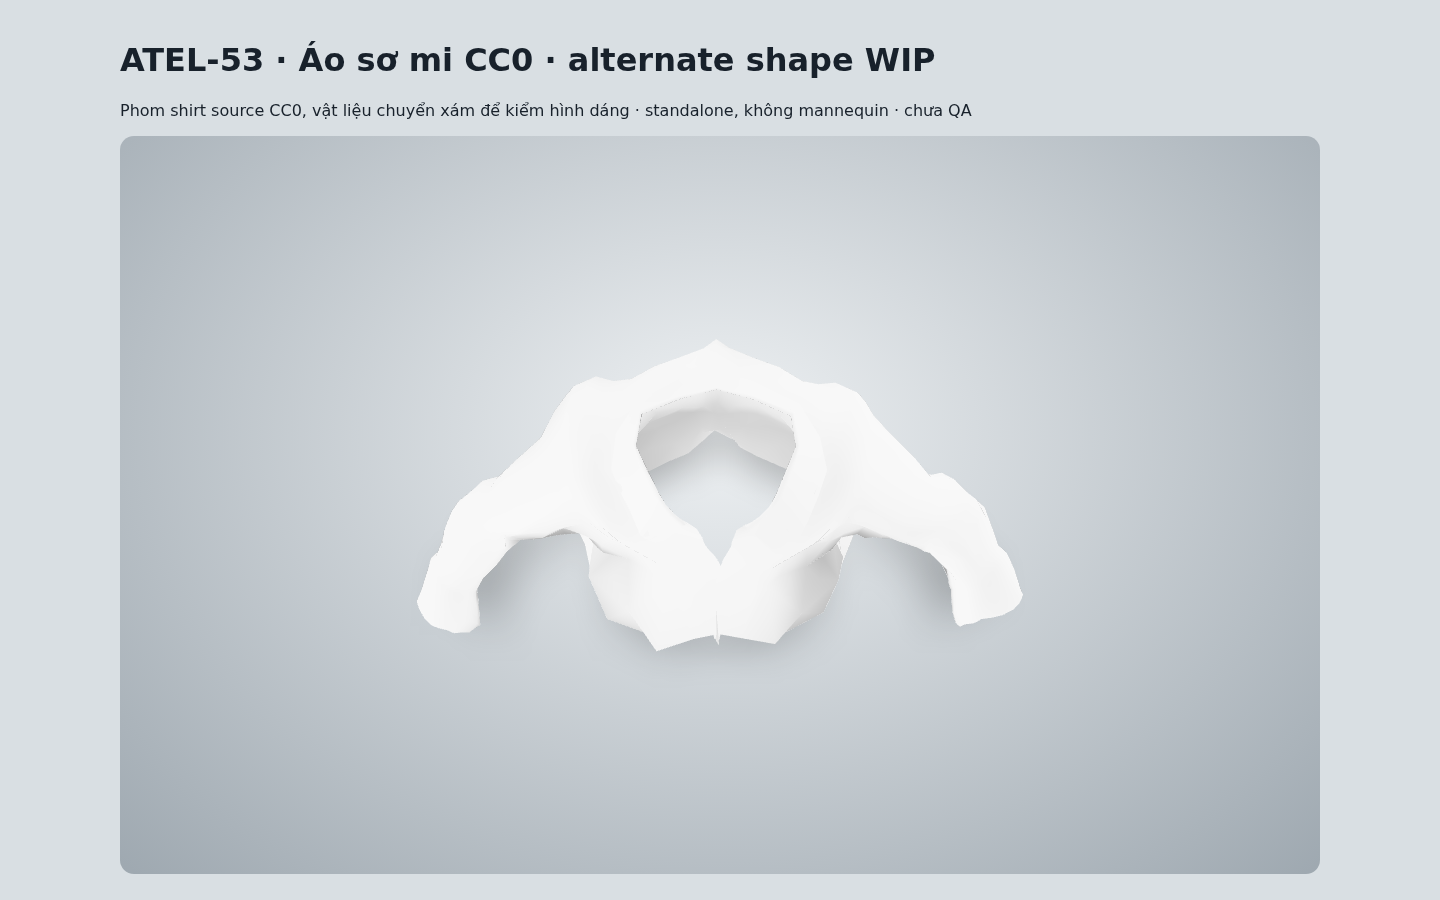 ATEL-53 · Áo sơ mi CC0 · alternate shape WIP
Phom shirt source CC0, vật liệu chuyển xám để kiểm hình dáng · standalone, không mannequin · chưa QA